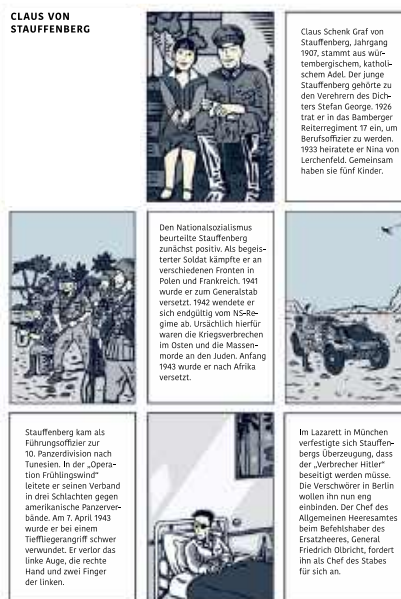 CLAUS VON
STAUFFENBERG
Claus Schenk Graf von
Stauffenberg, Jahrgang
1907, stammt aus wür-
tembergischem, katholi-
schem Adel. Der junge
Stauffenberg gehörte zu
den Verehrern des Dich-
ters Stefan George. 1926
trat er in das Bamberger
Reiterregiment 17 ein, um
Berufsoffizier zu werden.
1933 heiratete er Nina von
Lerchenfeld. Gemeinsam
haben sie fünf Kinder.
Den Nationalsozialismus
beurteilte Stauffenberg
zunächst positiv. Als begeis-
terter Soldat kämpfte er an
verschiedenen Fronten in
Polen und Frankreich. 1941
wurde er zum Generalstab
versetzt. 1942 wendete er
sich endgültig vom NS-Re-
gime ab. Ursächlich hierfür
waren die Kriegsverbrechen
im Osten und die Massen-
morde an den Juden. Anfang
1943 wurde er nach Afrika
versetzt.
Stauffenberg kam als
Führungsoffizier zur
10. Panzerdivision nach
Tunesien. In der „Opera-
tion Frühlingswind“
leitete er seinen Verband
in drei Schlachten gegen
amerikanische Panzerver-
bände. Am 7. April 1943
wurde er bei einem
Tieffliegerangriff schwer
verwundet. Er verlor das
linke Auge, die rechte
Hand und zwei Finger
der linken.
Im Lazarett in München
verfestigte sich Stauffen-
bergs Überzeugung, dass
der „Verbrecher Hitler“
beseitigt werden müsse.
Die Verschwörer in Berlin
wollen ihn nun eng
einbinden. Der Chef des
Allgemeinen Heeresamtes
beim Befehlshaber des
Ersatzheeres, General
Friedrich Olbricht, fordert
ihn als Chef des Stabes
für sich an.